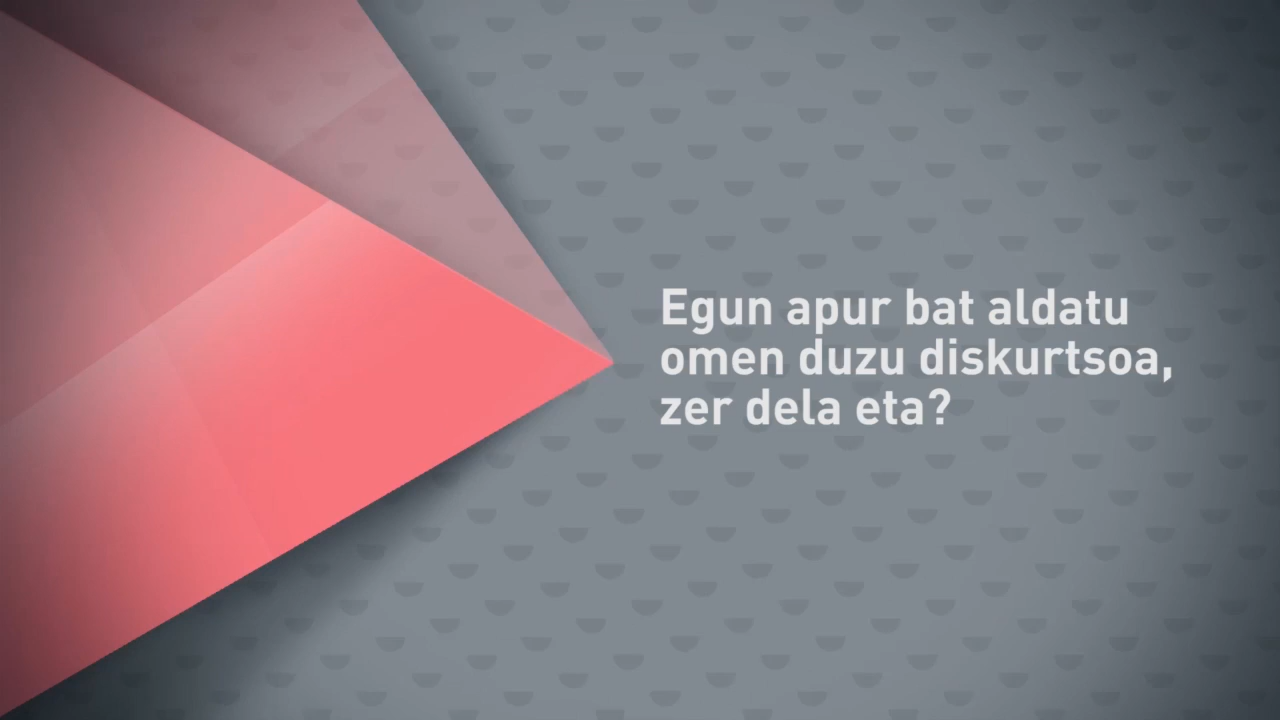 Egun apur bat aldatu
omen duzu diskurtsoa,
zer dela eta?